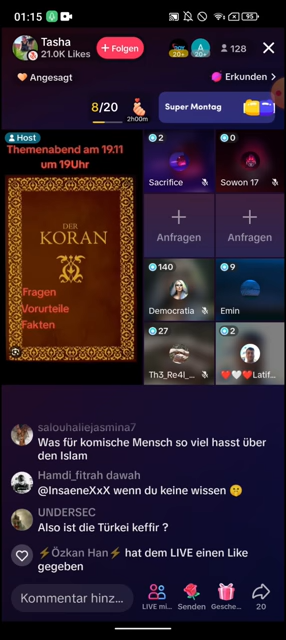 01:15
95
Tasha
21.0K Likes
+ Folgen
20+
A
20+
128
Angesagt
Erkunden >
8/20
2h00m
Super Montag
Host
Themenabend am 19.11
um 19Uhr
DER
KORAN
Fragen
Vorurteile
Fakten
2
Sacrifice
0
Sowon 17
Anfragen
Anfragen
140
Democratia
9
Emin
27
Th3_Re4l_...
2
Latif...
salouhaliejasmina7
Was für komische Mensch so viel hasst über
den Islam
Hamdi_fitrah dawah
@InsaeneXxX wenn du keine wissen 🤫
UNDERSEC
Also ist die Türkei keffir ?
⚡Özkan Han⚡ hat dem LIVE einen Like
gegeben
Kommentar hinz...
LIVE mi...
Senden
Gesche...
20